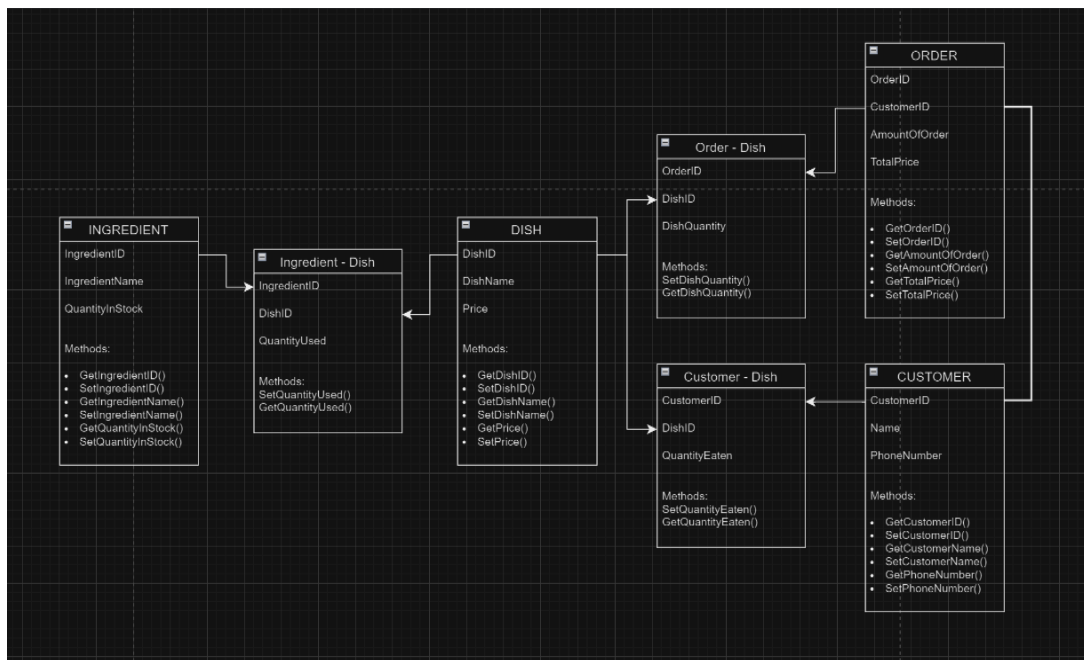 INGREDIENT
IngredientID
IngredientName
QuantityInStock
Methods:
GetIngredientID()
SetIngredientID()
GetIngredientName()
SetIngredientName()
GetQuantityInStock()
SetQuantityInStock()
Ingredient - Dish
IngredientID
DishID
QuantityUsed
Methods:
SetQuantityUsed()
GetQuantityUsed()
DISH
DishID
DishName
Price
Methods:
GetDishID()
SetDishID()
GetDishName()
SetDishName()
GetPrice()
SetPrice()
Order - Dish
OrderID
DishID
DishQuantity
Methods:
SetDishQuantity()
GetDishQuantity()
Customer - Dish
CustomerID
DishID
QuantityEaten
Methods:
SetQuantityEaten()
GetQuantityEaten()
ORDER
OrderID
CustomerID
AmountOfOrder
TotalPrice
Methods:
GetOrderID()
SetOrderID()
GetAmountOfOrder()
SetAmountOfOrder()
GetTotalPrice()
SetTotalPrice()
CUSTOMER
CustomerID
Name
PhoneNumber
Methods:
GetCustomerID()
SetCustomerID()
GetCustomerName()
SetCustomerName()
GetPhoneNumber()
SetPhoneNumber()